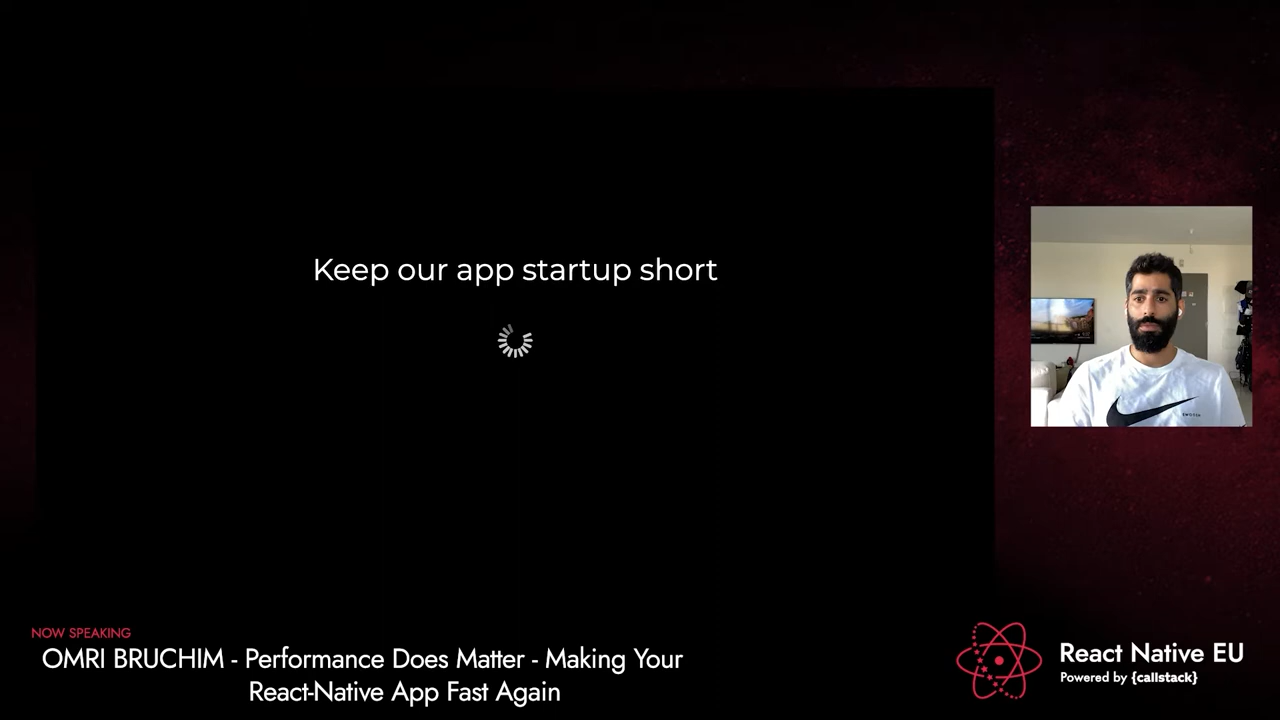 Keep our app startup short
NOW SPEAKING
OMRI BRUCHIM - Performance Does Matter - Making Your
React-Native App Fast Again
React Native EU
Powered by {callstack}